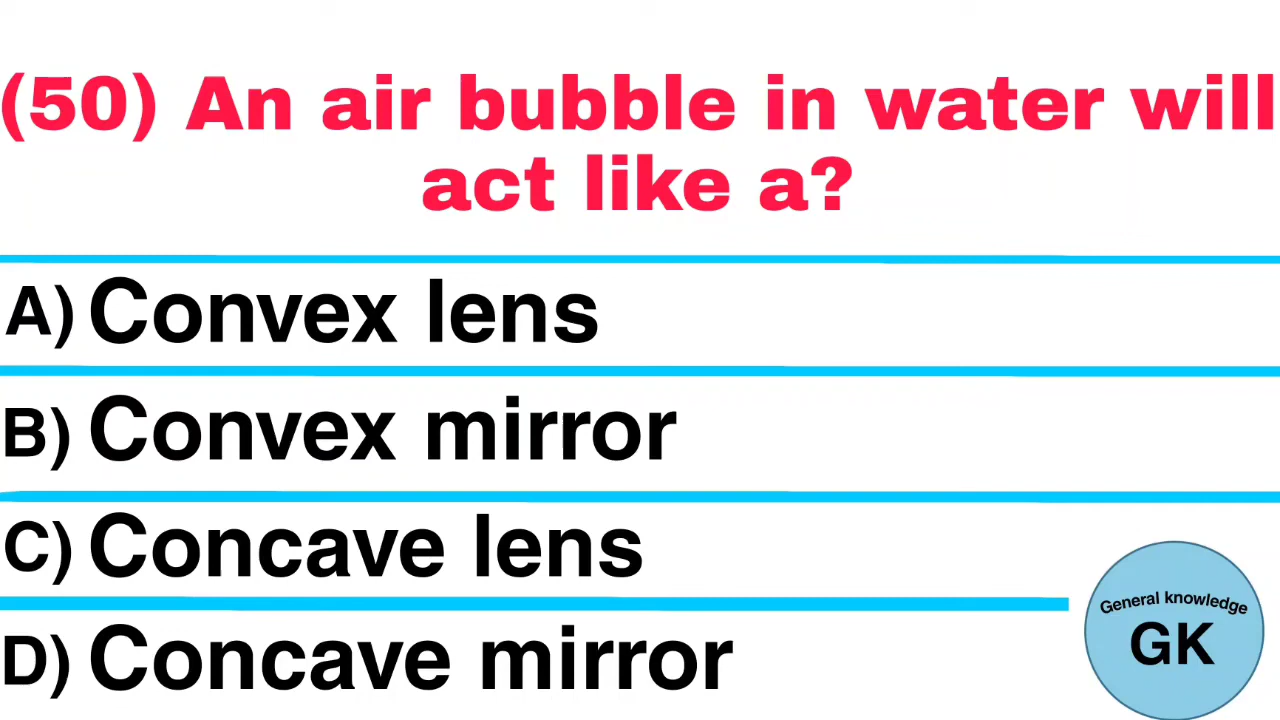 (50) An air bubble in water will
act like a?
A) Convex lens
B) Convex mirror
C) Concave lens
D) Concave mirror
General knowledge
GK